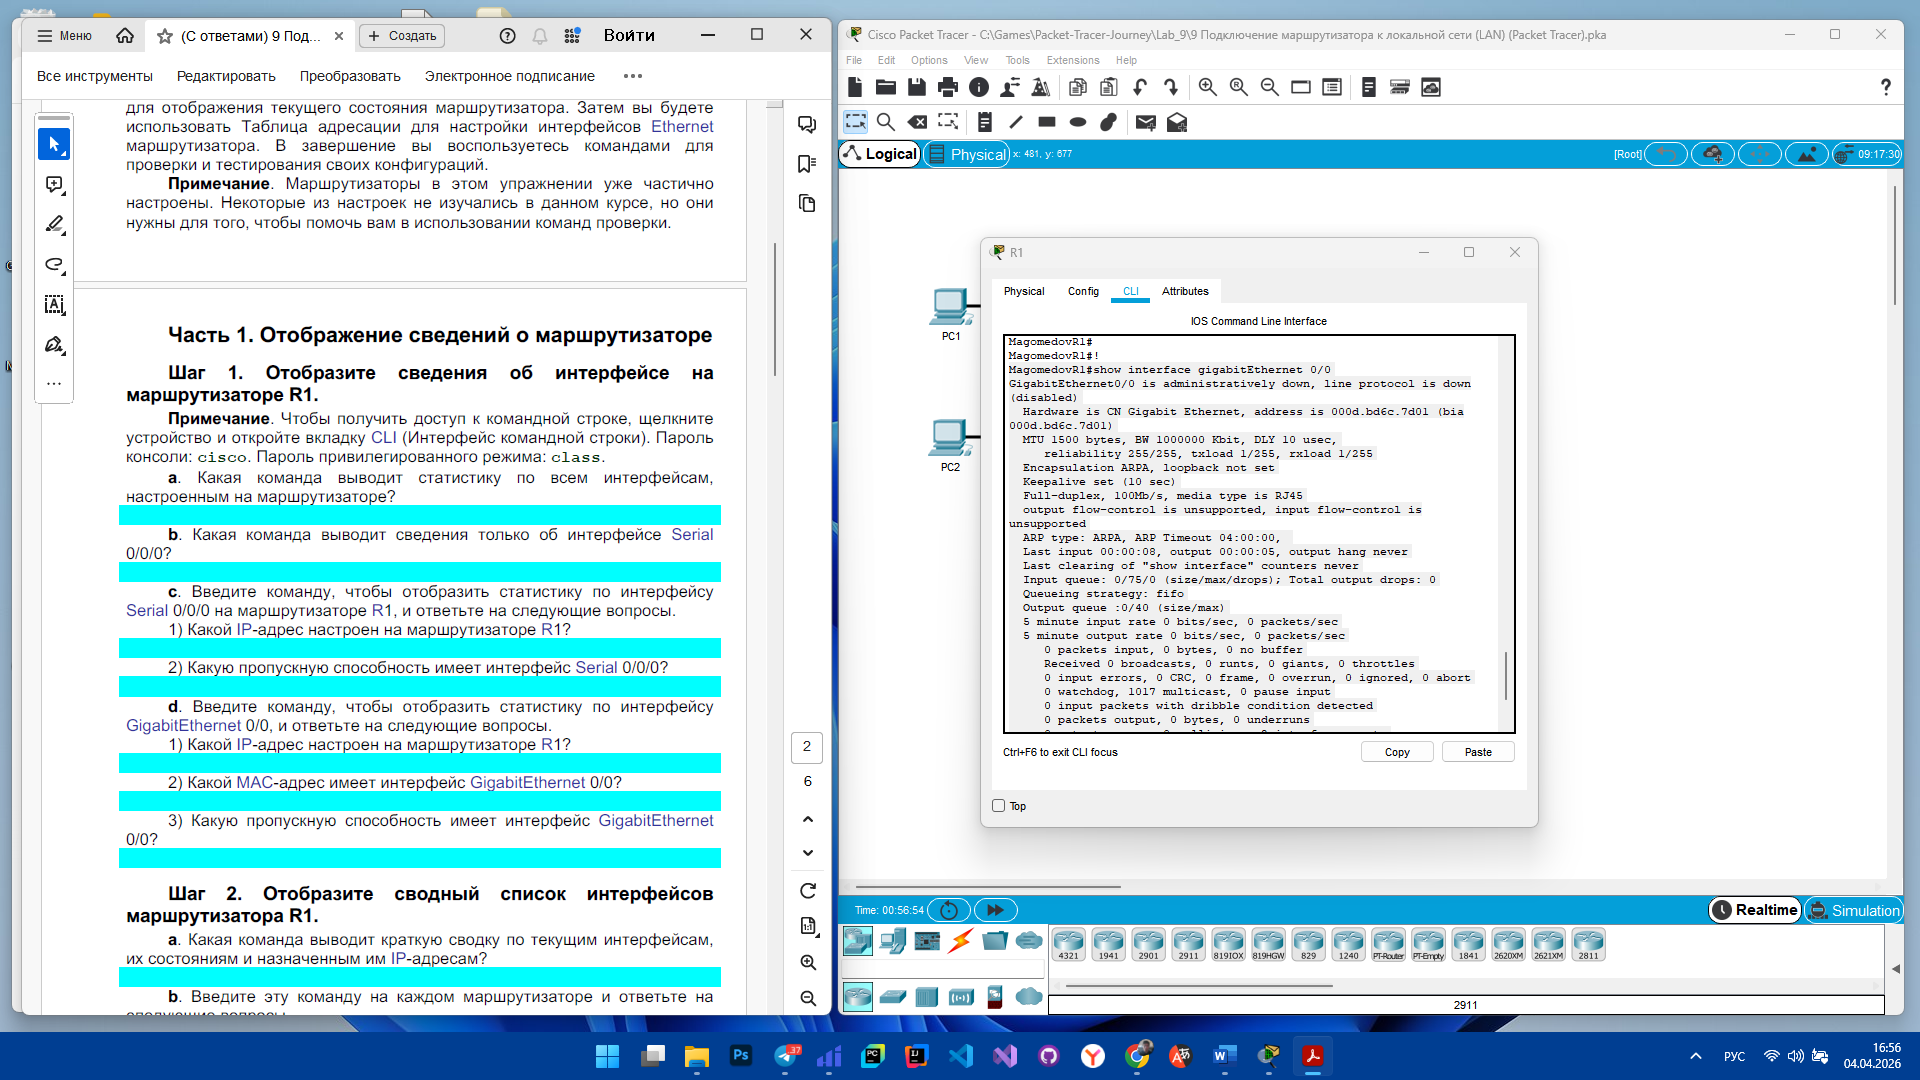 Меню
(С ответами) 9 Под...
Создать
Войти
Все инструменты
Редактировать
Преобразовать
Электронное подписание
для отображения текущего состояния маршрутизатора. Затем вы будете
использовать Таблица адресации для настройки интерфейсов Ethernet
маршрутизатора. В завершение вы воспользуетесь командами для
проверки и тестирования своих конфигураций.
Примечание. Маршрутизаторы в этом упражнении уже частично
настроены. Некоторые из настроек не изучались в данном курсе, но они
нужны для того, чтобы помочь вам в использовании команд проверки.
Часть 1. Отображение сведений о маршрутизаторе
Шаг 1. Отобразите сведения об интерфейсе на
маршрутизаторе R1.
Примечание. Чтобы получить доступ к командной строке, щелкните
устройство и откройте вкладку CLI (Интерфейс командной строки). Пароль
консоли: cisco. Пароль привилегированного режима: class.
a. Какая команда выводит статистику по всем интерфейсам,
настроенным на маршрутизаторе?
b. Какая команда выводит сведения только об интерфейсе Serial
0/0/0?
c. Введите команду, чтобы отобразить статистику по интерфейсу
Serial 0/0/0 на маршрутизаторе R1, и ответьте на следующие вопросы.
1) Какой IP-адрес настроен на маршрутизаторе R1?
2) Какую пропускную способность имеет интерфейс Serial 0/0/0?
d. Введите команду, чтобы отобразить статистику по интерфейсу
GigabitEthernet 0/0, и ответьте на следующие вопросы.
1) Какой IP-адрес настроен на маршрутизаторе R1?
2) Какой MAC-адрес имеет интерфейс GigabitEthernet 0/0?
3) Какую пропускную способность имеет интерфейс GigabitEthernet
0/0?
Шаг 2. Отобразите сводный список интерфейсов
маршрутизатора R1.
a. Какая команда выводит краткую сводку по текущим интерфейсам,
их состояниям и назначенным им IP-адресам?
b. Введите эту команду на каждом маршрутизаторе и ответьте на
2
6
Cisco Packet Tracer - C:\Games\Packet-Tracer-Journey\Lab_9\9 Подключение маршрутизатора к локальной сети (LAN) (Packet Tracer).pka
File Edit Options View Tools Extensions Help
Logical
Physical
x: 481, y: 677
[Root]
09:17:30
PC1
PC2
R1
Physical
Config
CLI
Attributes
IOS Command Line Interface
MagomedovR1#
MagomedovR1#!
MagomedovR1#show interface gigabitEthernet 0/0
GigabitEthernet0/0 is administratively down, line protocol is down
(disabled)
Hardware is CN Gigabit Ethernet, address is 000d.bd6c.7d01 (bia
000d.bd6c.7d01)
MTU 1500 bytes, BW 1000000 Kbit, DLY 10 usec,
reliability 255/255, txload 1/255, rxload 1/255
Encapsulation ARPA, loopback not set
Keepalive set (10 sec)
Full-duplex, 100Mb/s, media type is RJ45
output flow-control is unsupported, input flow-control is
unsupported
ARP type: ARPA, ARP Timeout 04:00:00,
Last input 00:00:08, output 00:00:05, output hang never
Last clearing of "show interface" counters never
Input queue: 0/75/0 (size/max/drops); Total output drops: 0
Queueing strategy: fifo
Output queue :0/40 (size/max)
5 minute input rate 0 bits/sec, 0 packets/sec
5 minute output rate 0 bits/sec, 0 packets/sec
0 packets input, 0 bytes, 0 no buffer
Received 0 broadcasts, 0 runts, 0 giants, 0 throttles
0 input errors, 0 CRC, 0 frame, 0 overrun, 0 ignored, 0 abort
0 watchdog, 1017 multicast, 0 pause input
0 input packets with dribble condition detected
0 packets output, 0 bytes, 0 underruns
Ctrl+F6 to exit CLI focus
Copy
Paste
Top
Time: 00:56:54
Realtime
Simulation
4321 1941 2901 2911 819IOX 819HGW 829 1240 PT-Router PT-Empty 1841 2620XM 2621XM 2811
2911
37
РУС
16:56
04.04.2026